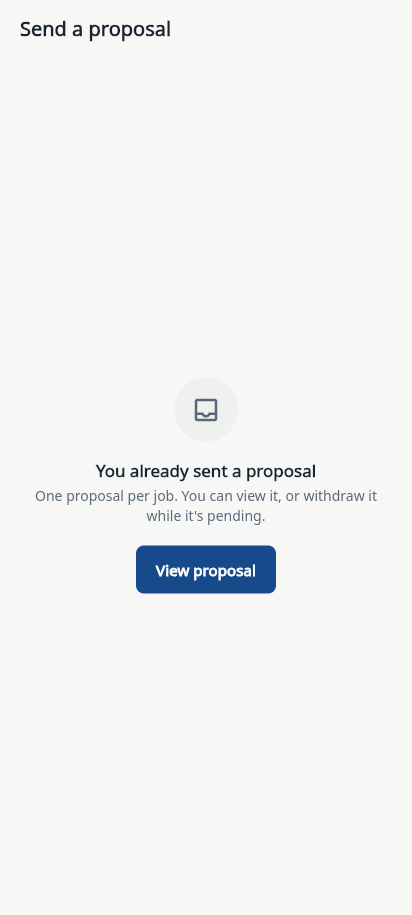 Send a proposal
You already sent a proposal
One proposal per job. You can view it, or withdraw it
while it's pending.
View proposal